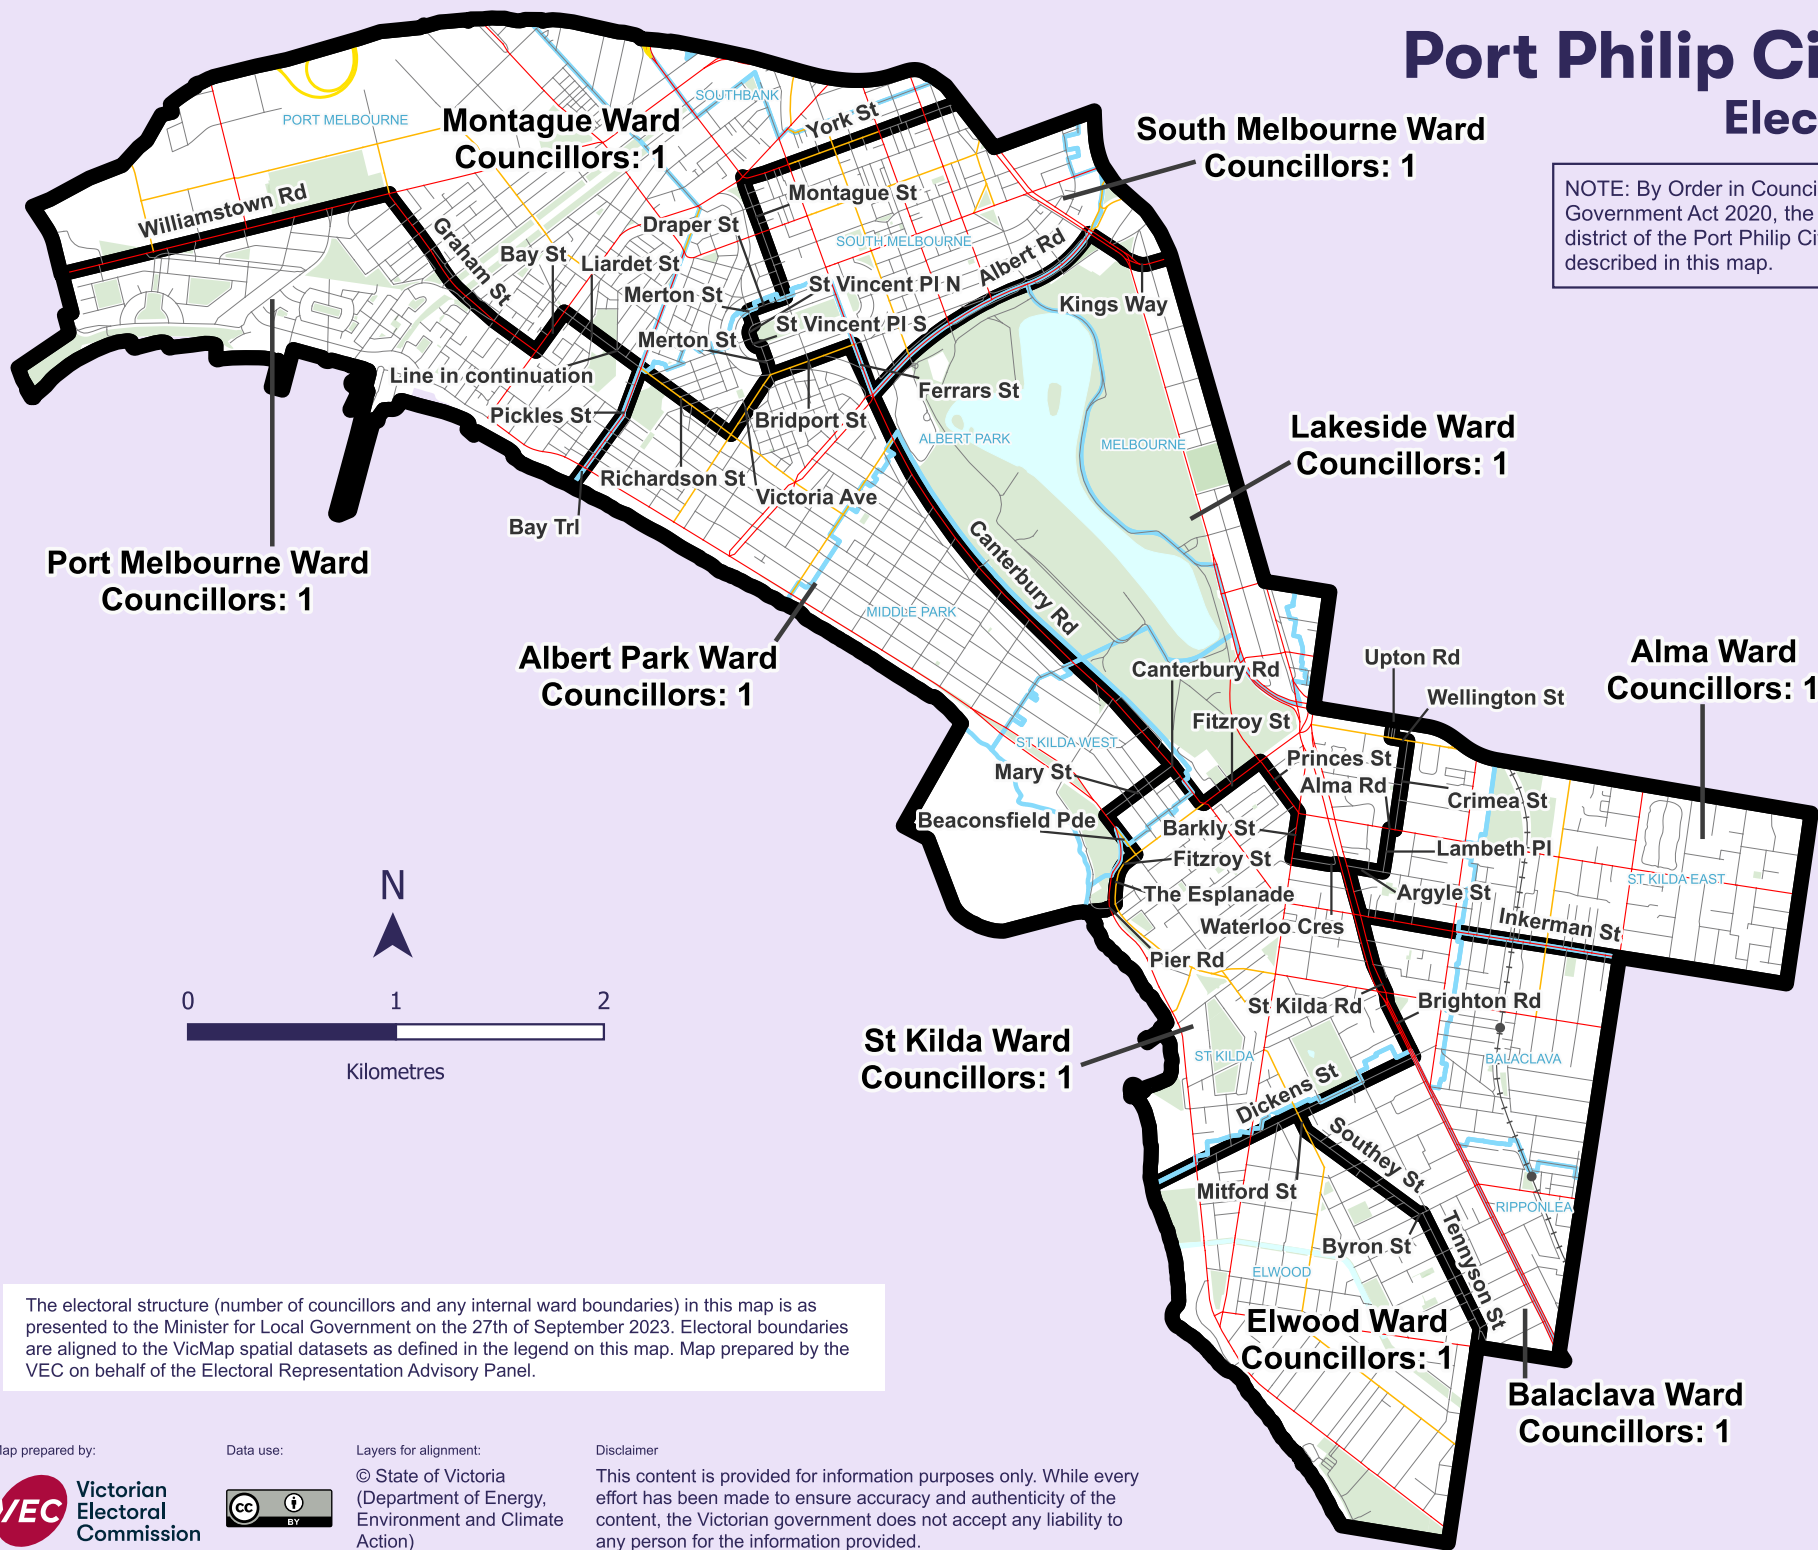 Port Philip Ci
Elec
NOTE: By Order in Counci
Government Act 2020, the
district of the Port Philip Ci
described in this map.
Montague Ward
Councillors: 1
South Melbourne Ward
Councillors: 1
Lakeside Ward
Councillors: 1
Port Melbourne Ward
Councillors: 1
Albert Park Ward
Councillors: 1
Alma Ward
Councillors: 1
St Kilda Ward
Councillors: 1
Elwood Ward
Councillors: 1
Balaclava Ward
Councillors: 1
PORT MELBOURNE
SOUTHBANK
SOUTH MELBOURNE
ALBERT PARK
MELBOURNE
MIDDLE PARK
ST KILDA WEST
ST KILDA EAST
ST KILDA
BALACLAVA
RIPPONLEA
ELWOOD
Williamstown Rd
Graham St
Bay St
Liardet St
Draper St
York St
Montague St
Merton St
St Vincent Pl N
St Vincent Pl S
Merton St
Albert Rd
Kings Way
Line in continuation
Pickles St
Ferrars St
Bridport St
Richardson St
Victoria Ave
Bay Trl
Canterbury Rd
Canterbury Rd
Fitzroy St
Upton Rd
Wellington St
Princes St
Alma Rd
Mary St
Crimea St
Beaconsfield Pde
Barkly St
Lambeth Pl
Fitzroy St
The Esplanade
Argyle St
Waterloo Cres
Inkerman St
Pier Rd
St Kilda Rd
Brighton Rd
Dickens St
Southey St
Mitford St
Byron St
Tennyson St
N
0 1 2
Kilometres
The electoral structure (number of councillors and any internal ward boundaries) in this map is as
presented to the Minister for Local Government on the 27th of September 2023. Electoral boundaries
are aligned to the VicMap spatial datasets as defined in the legend on this map. Map prepared by the
VEC on behalf of the Electoral Representation Advisory Panel.
Map prepared by:
VEC
Victorian
Electoral
Commission
Data use:
cc
BY
Layers for alignment:
© State of Victoria
(Department of Energy,
Environment and Climate
Action)
Disclaimer
This content is provided for information purposes only. While every
effort has been made to ensure accuracy and authenticity of the
content, the Victorian government does not accept any liability to
any person for the information provided.